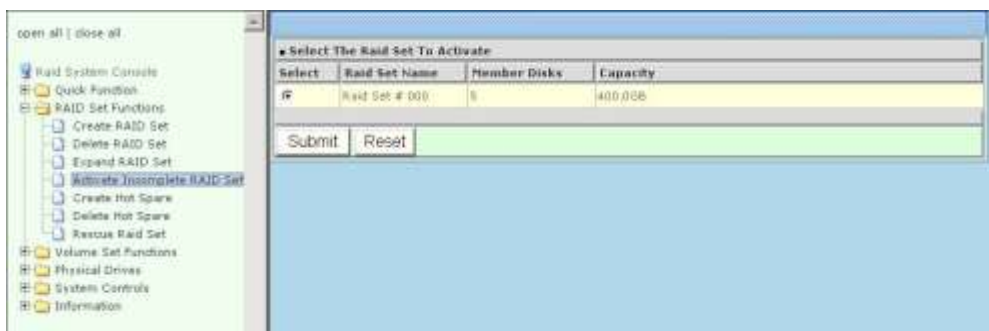 open all | close all
Raid System Console
Quick Function
RAID Set Functions
Create RAID Set
Delete RAID Set
Expand RAID Set
Activate Incomplete RAID Set
Create Hot Spare
Delete Hot Spare
Rescue Raid Set
Volume Set Functions
Physical Drives
System Controls
Information
Select The Raid Set To Activate
Select Raid Set Name Member Disks Capacity
Raid Set # 000 5 400.0GB
Submit Reset